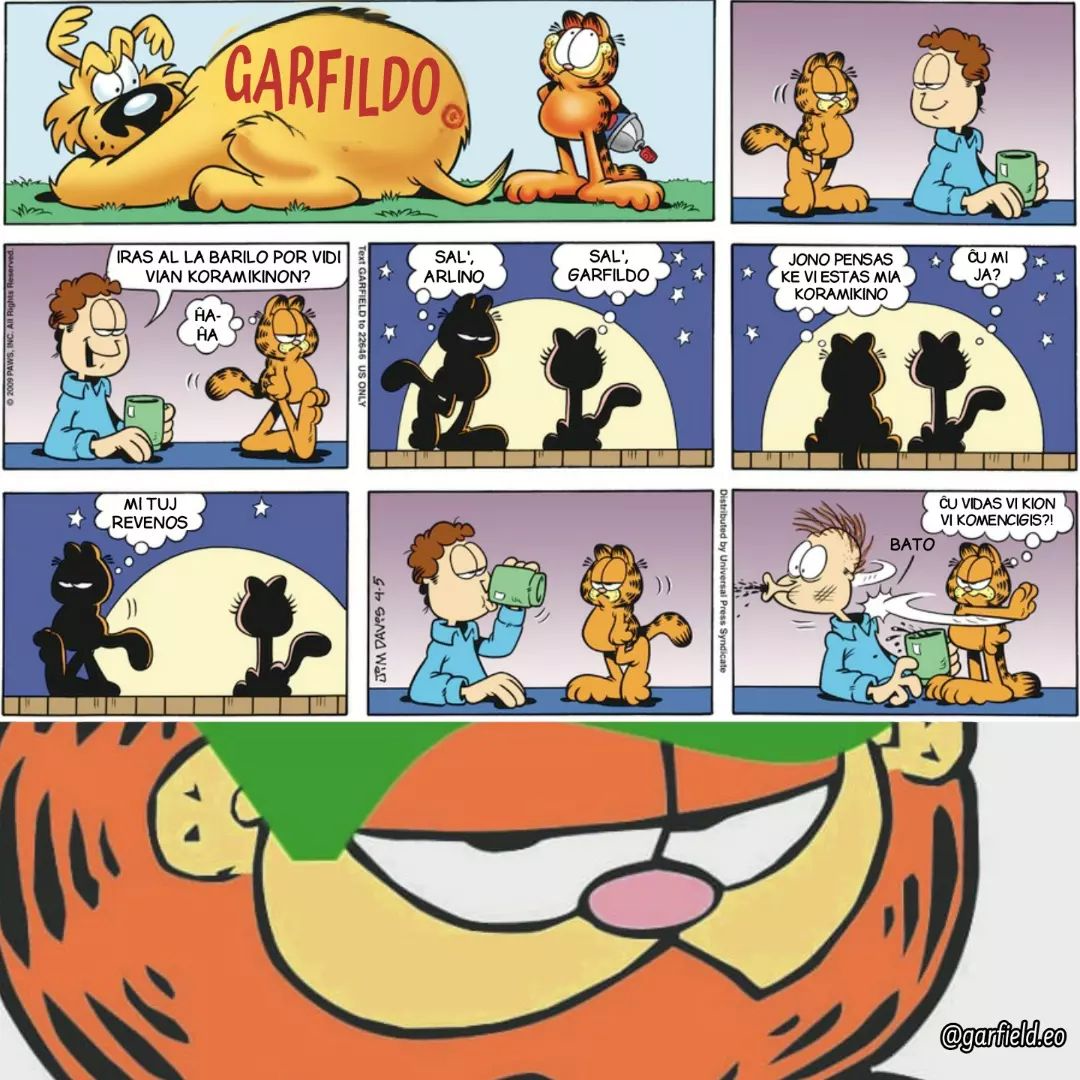 GARFILDO
IRAS AL LA BARILO POR VIDI
VIAN KORAMIKINON?
ĤA-
ĤA
© 2009 PAWS, INC. All Rights Reserved.
Text GARFIELD to 22646 US ONLY
SAL',
ARLINO
SAL',
GARFILDO
JONO PENSAS
KE VI ESTAS MIA
KORAMIKINO
ĈU MI
JA?
MI TUJ
REVENOS
JIM DAVIS 4-5
Distributed by Universal Press Syndicate
ĈU VIDAS VI KION
VI KOMENCIGIS?!
BATO
@garfield.eo